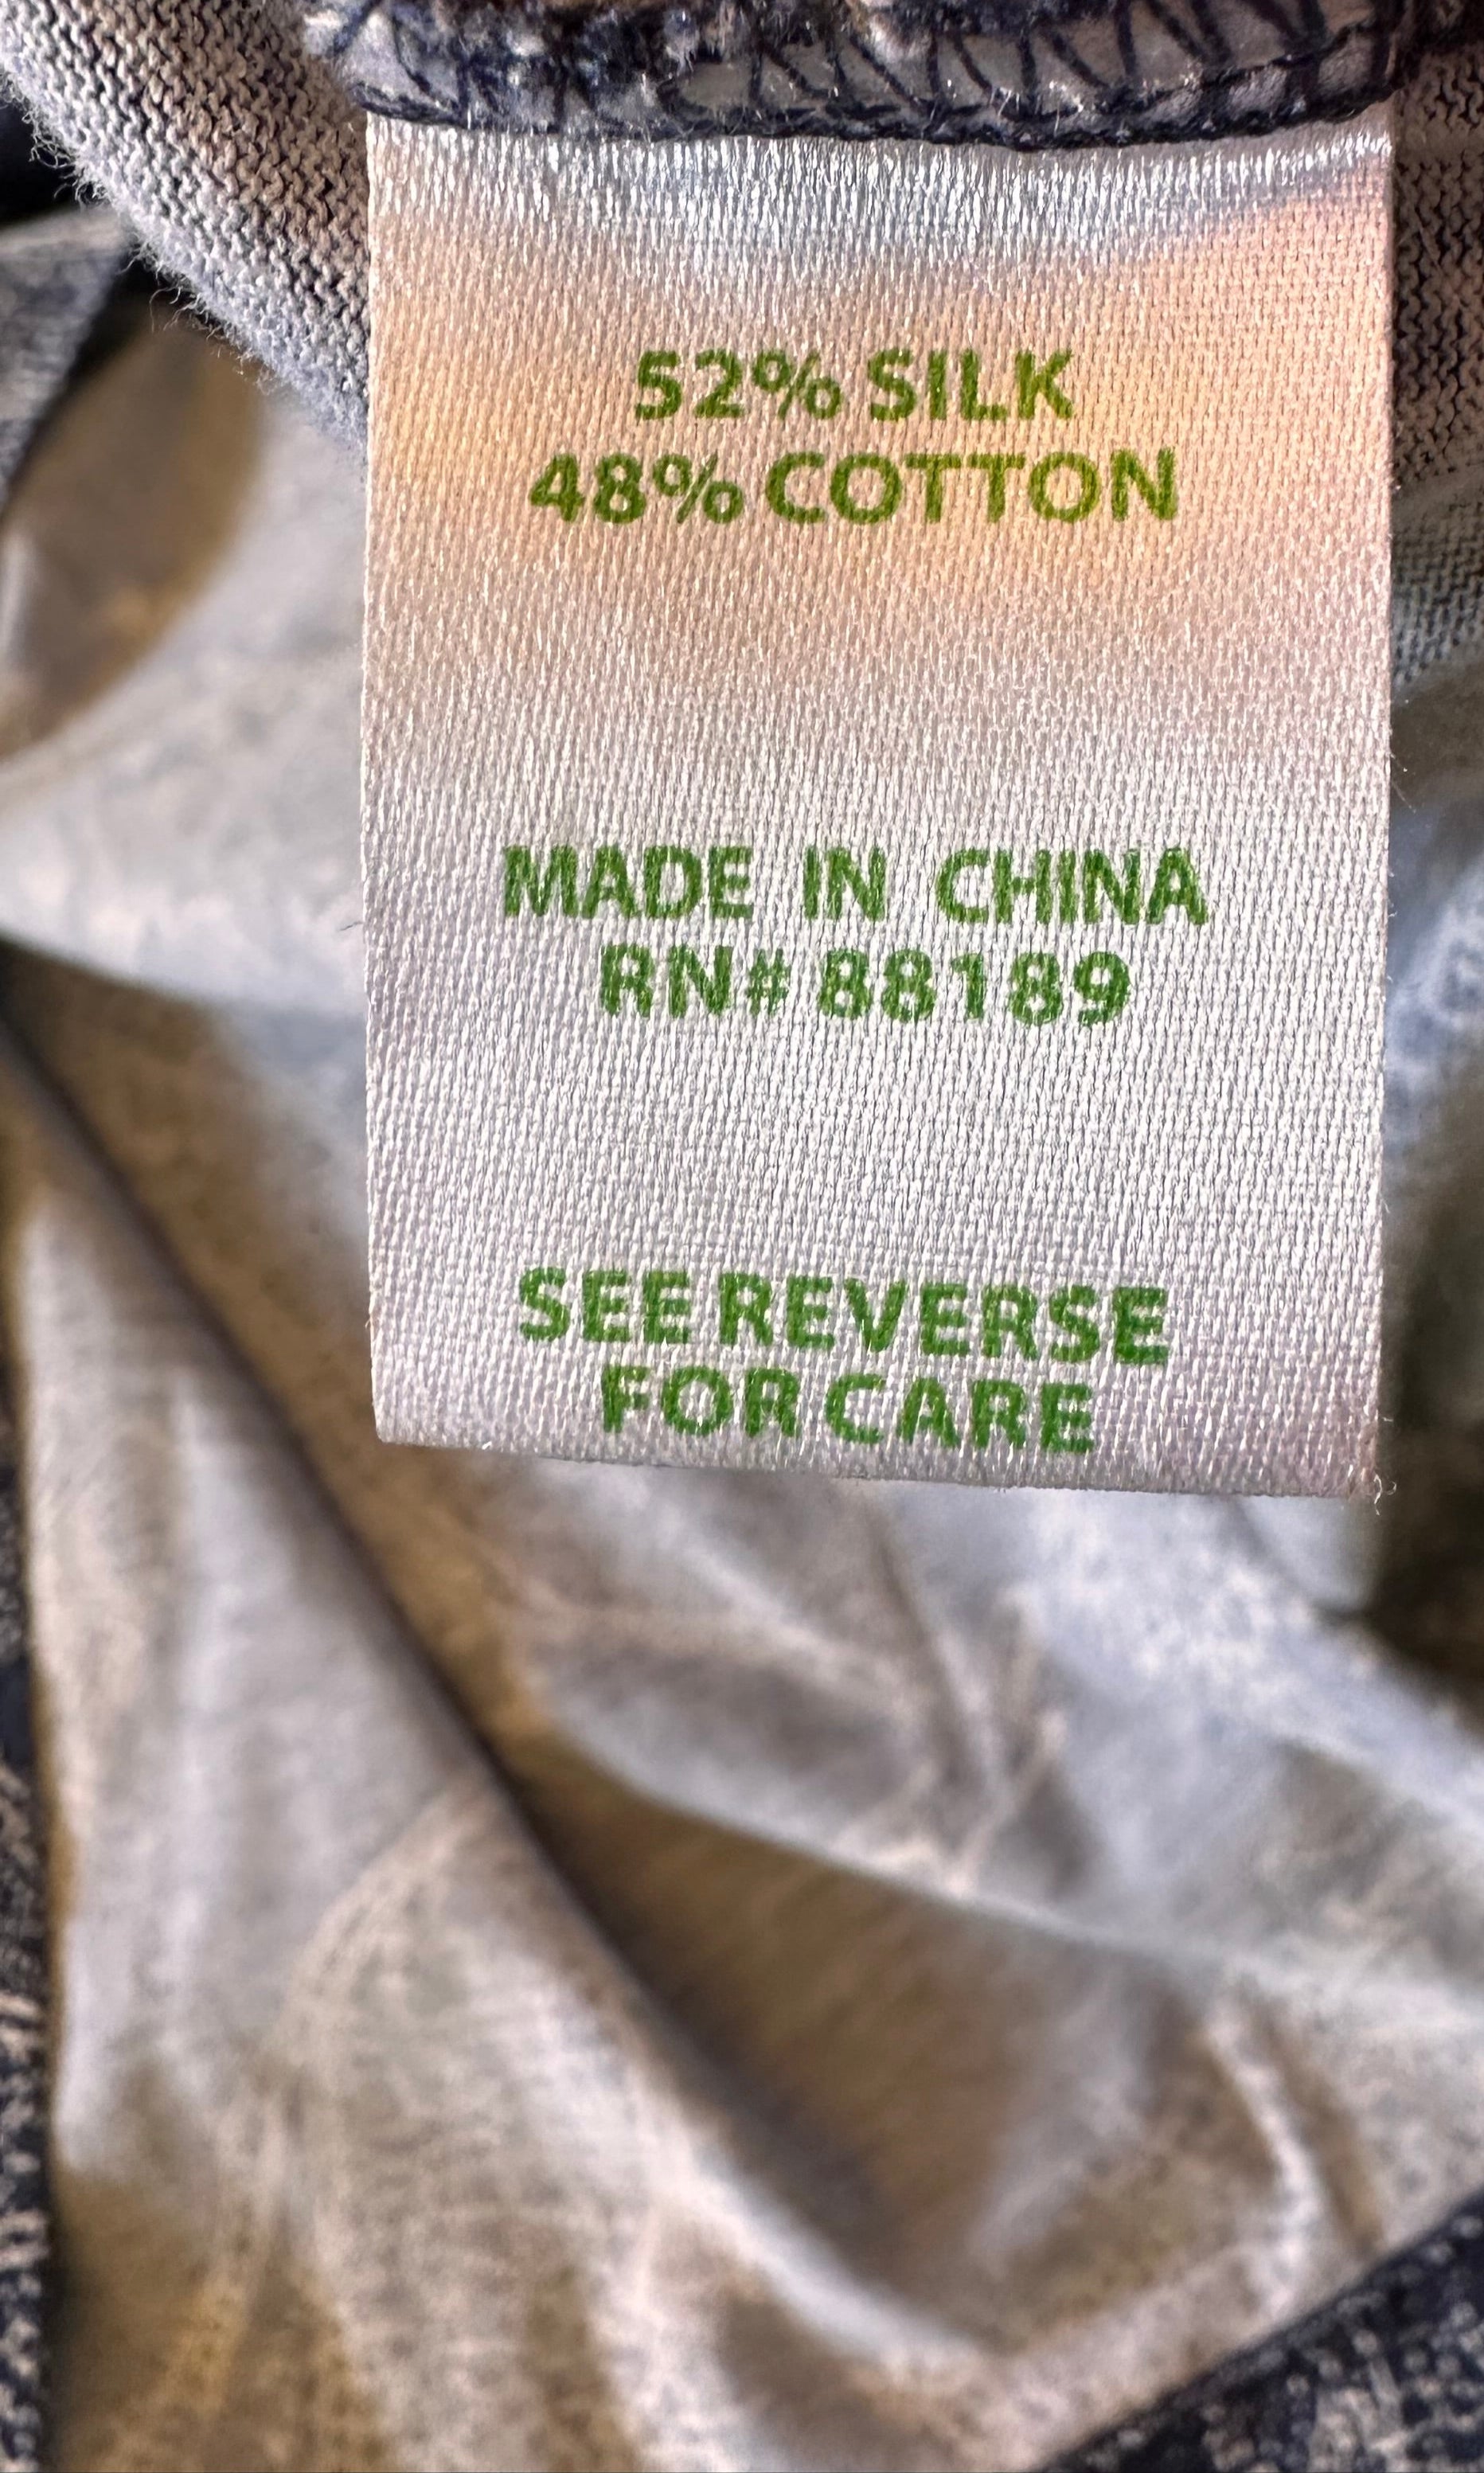 52% SILK
48% COTTON
MADE IN CHINA
RN# 88189
SEE REVERSE
FOR CARE